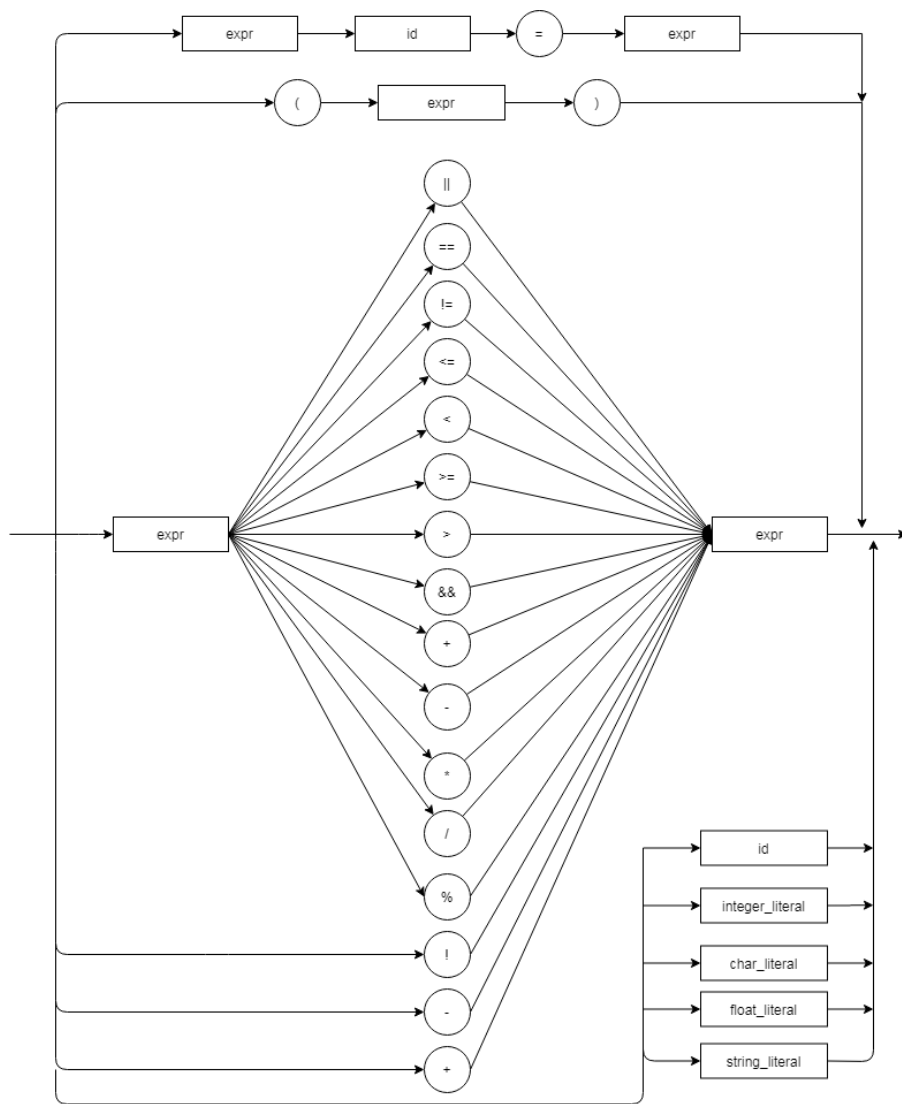 expr id = expr
( expr )
||
==
!=
<=
<
>=
expr > expr
&&
+
-
*
/
id
%
integer_literal
!
char_literal
-
float_literal
+
string_literal